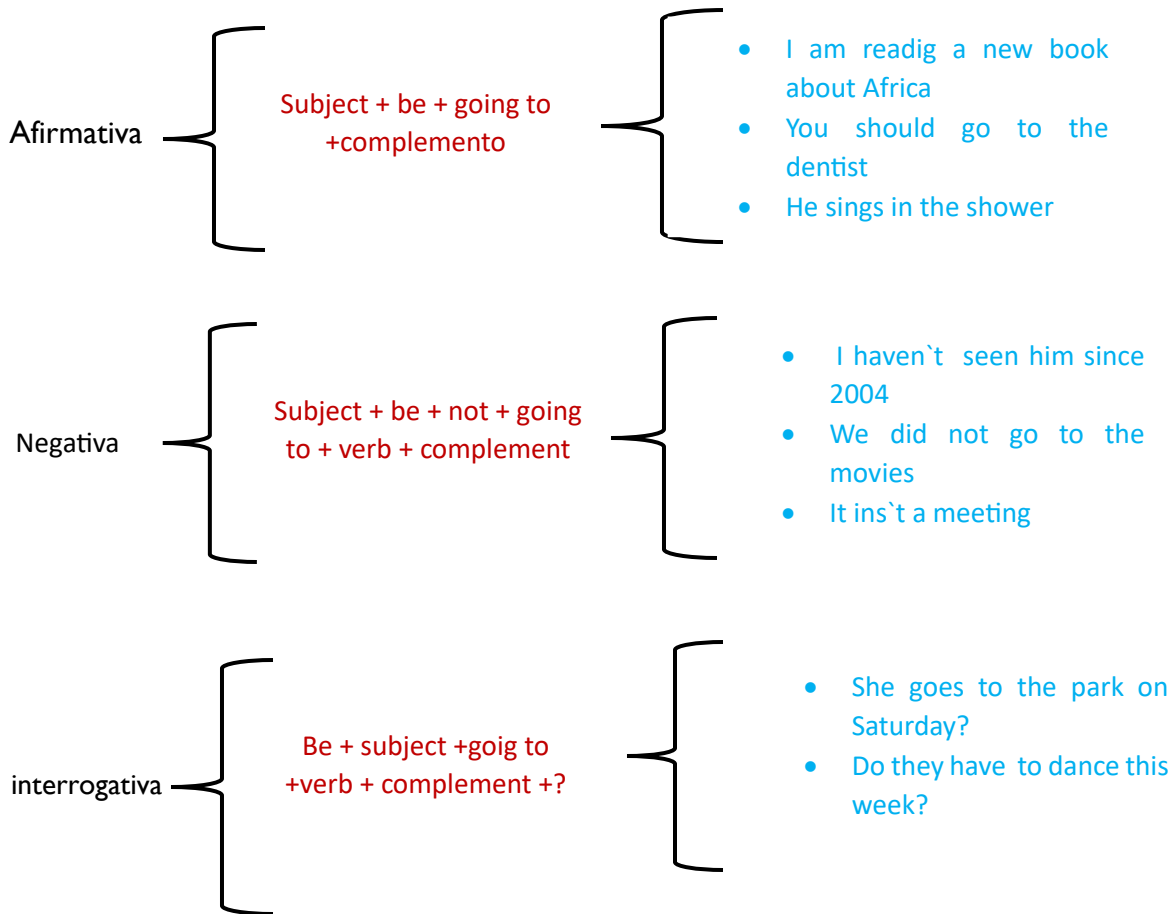 Afirmativa
Subject + be + going to
+complemento
• I am readig a new book
about Africa
• You should go to the
dentist
• He sings in the shower
Negativa
Subject + be + not + going
to + verb + complement
• I haven`t seen him since
2004
• We did not go to the
movies
• It ins`t a meeting
interrogativa
Be + subject +goig to
+verb + complement +?
• She goes to the park on
Saturday?
• Do they have to dance this
week?